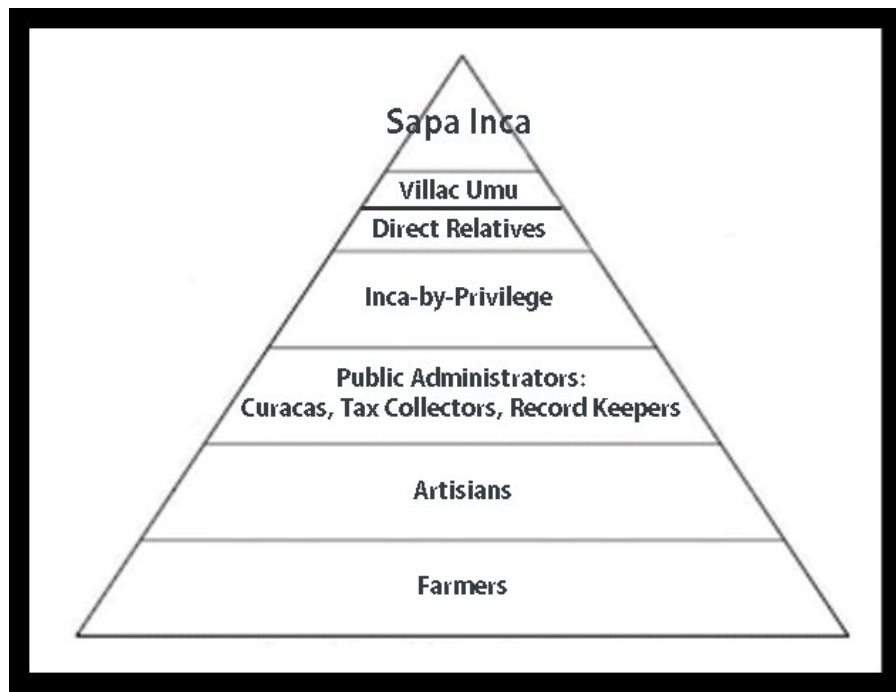 Sapa Inca
Villac Umu
Direct Relatives
Inca-by-Privilege
Public Administrators:
Curacas, Tax Collectors, Record Keepers
Artisians
Farmers